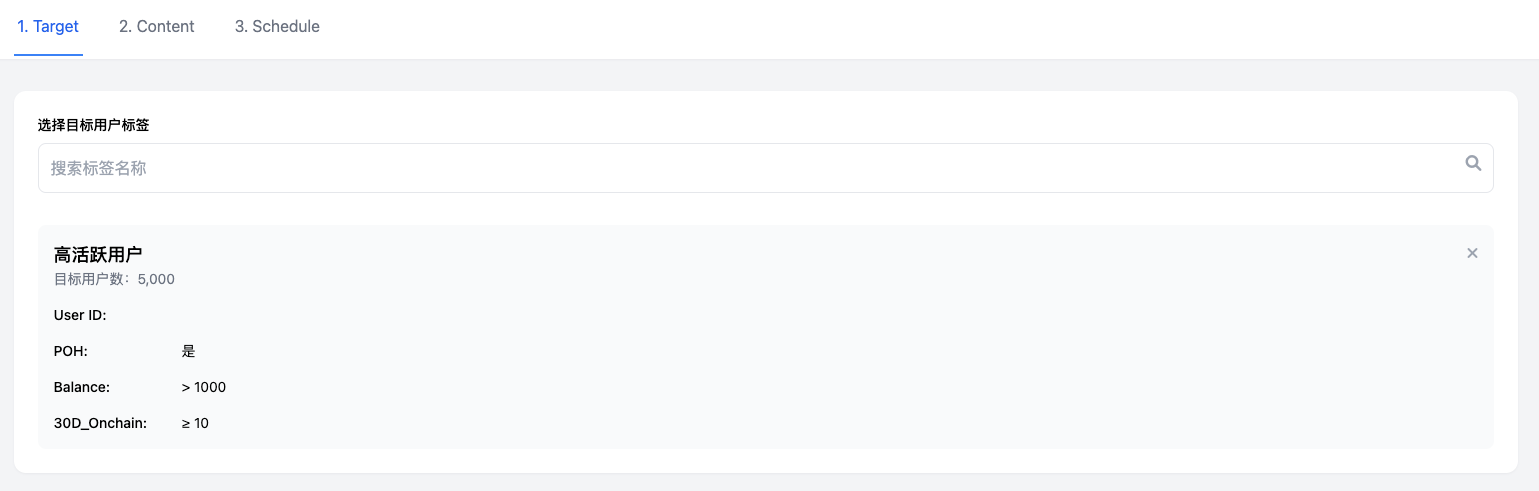 1. Target 2. Content 3. Schedule
选择目标用户标签
搜索标签名称
高活跃用户
目标用户数：5,000
User ID:
POH: 是
Balance: > 1000
30D_Onchain: ≥ 10